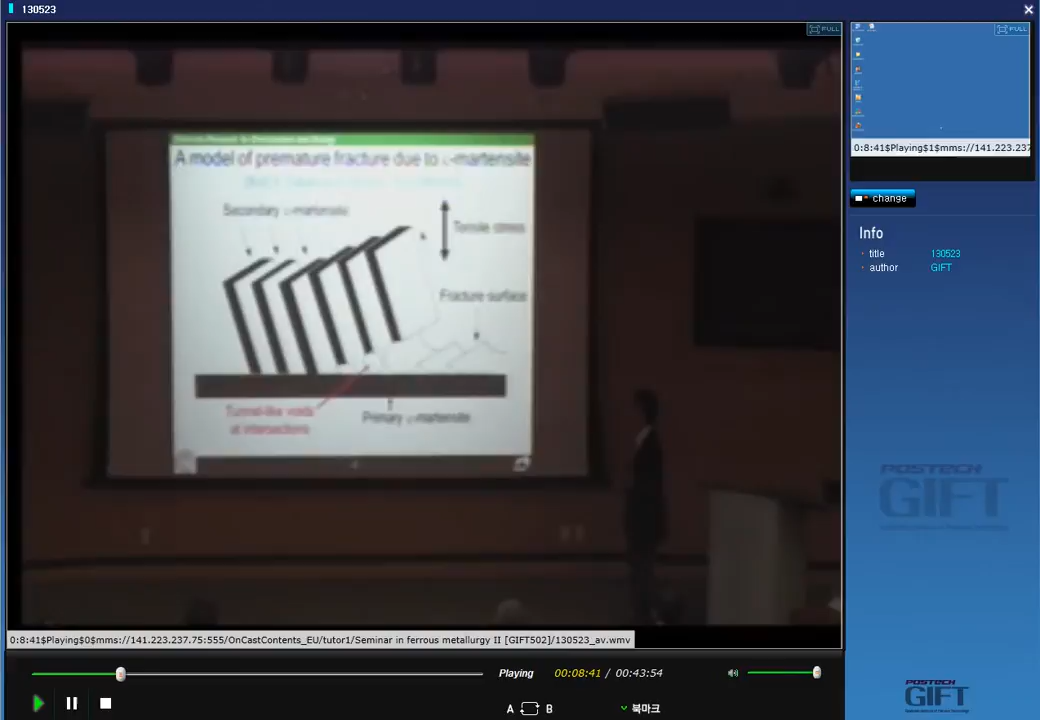 130523
FULL
FULL
A model of premature fracture due to ε-martensite
Secondary ε-martensite
Tensile stress
Fracture surface
Tunnel-like voids
at intersections
Primary ε-martensite
0:8:41$Playing$1$mms://141.223.237
change
Info
title 130523
author GIFT
POSTECH
GIFT
0:8:41$Playing$0$mms://141.223.237.75:555/OnCastContents_EU/tutor1/Seminar in ferrous metallurgy II [GIFT502]/130523_av.wmv
Playing 00:08:41 / 00:43:54
A B 북마크
POSTECH
GIFT